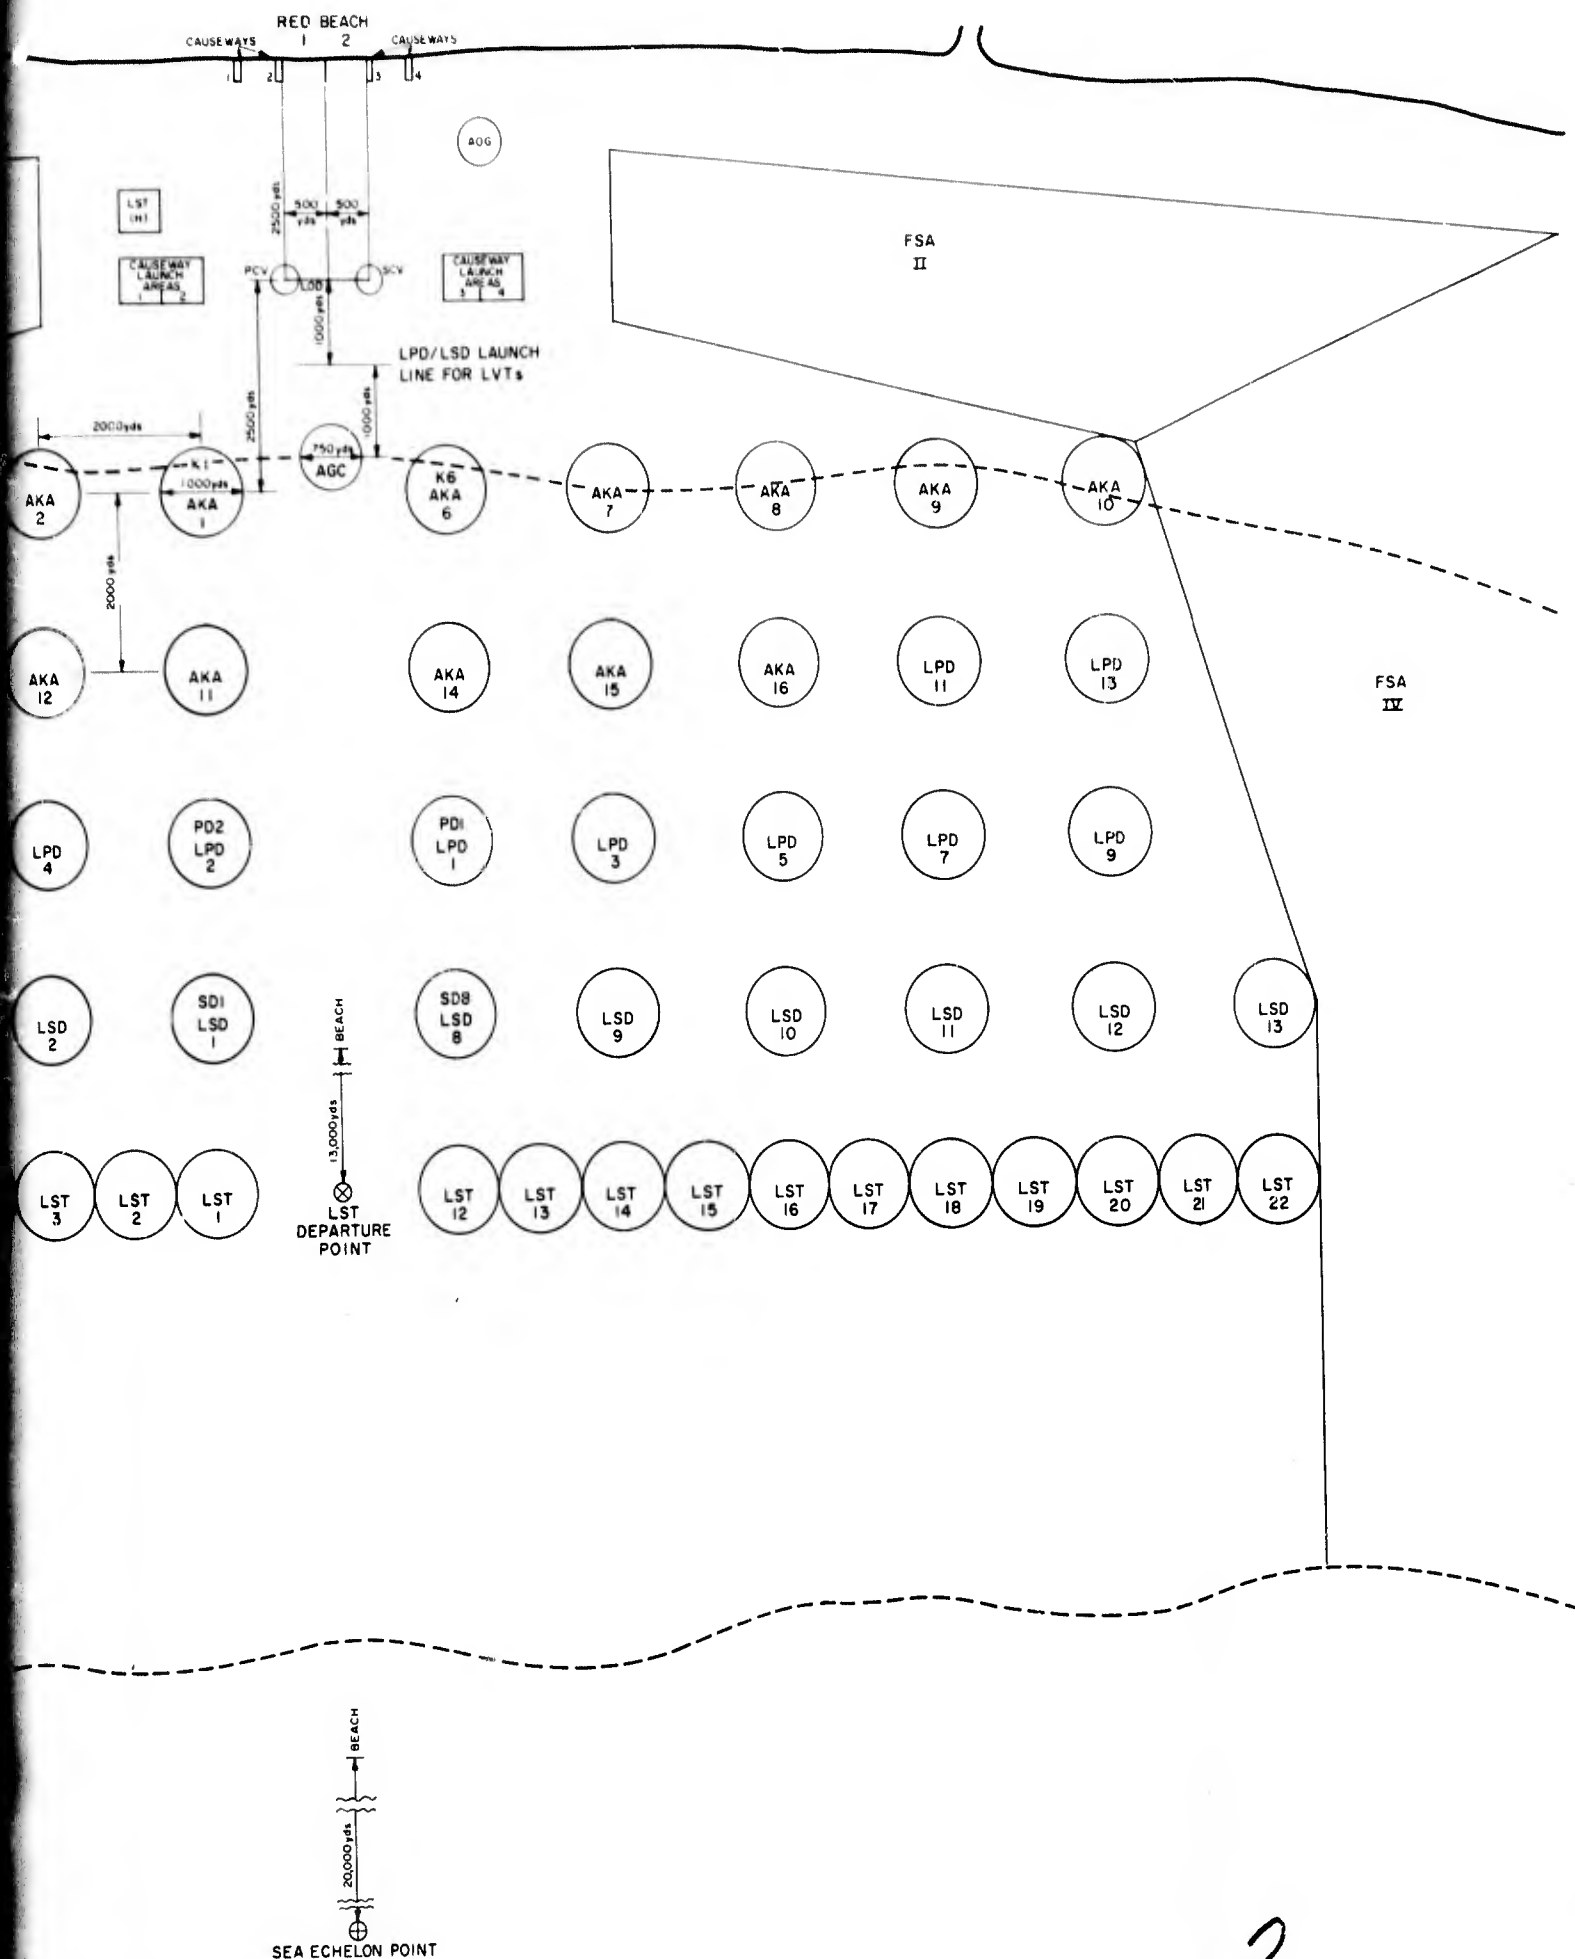 RED BEACH
CAUSEWAYS 1 2 CAUSEWAYS
1 2 3 4
AOG
LST
(H)
2500 yds
500 yds
500 yds
FSA
II
CAUSEWAY
LAUNCH
AREAS
1 2
PCV
LOD
SCV
CAUSEWAY
LAUNCH
AREAS
3 4
1000 yds
LPD/LSD LAUNCH
LINE FOR LVTs
2500 yds
1000 yds
2000 yds
AKA
2
K1
1000 yds
AKA
1
750 yds
AGC
K6
AKA
6
AKA
7
AKA
8
AKA
9
AKA
10
2000 yds
AKA
12
AKA
11
AKA
14
AKA
15
AKA
16
LPD
11
LPD
13
FSA
IV
LPD
4
PD2
LPD
2
PD1
LPD
1
LPD
3
LPD
5
LPD
7
LPD
9
LSD
2
SD1
LSD
1
BEACH
SD8
LSD
8
LSD
9
LSD
10
LSD
11
LSD
12
LSD
13
13,000 yds
LST
3
LST
2
LST
1
LST
DEPARTURE
POINT
LST
12
LST
13
LST
14
LST
15
LST
16
LST
17
LST
18
LST
19
LST
20
LST
21
LST
22
BEACH
20,000 yds
SEA ECHELON POINT
2